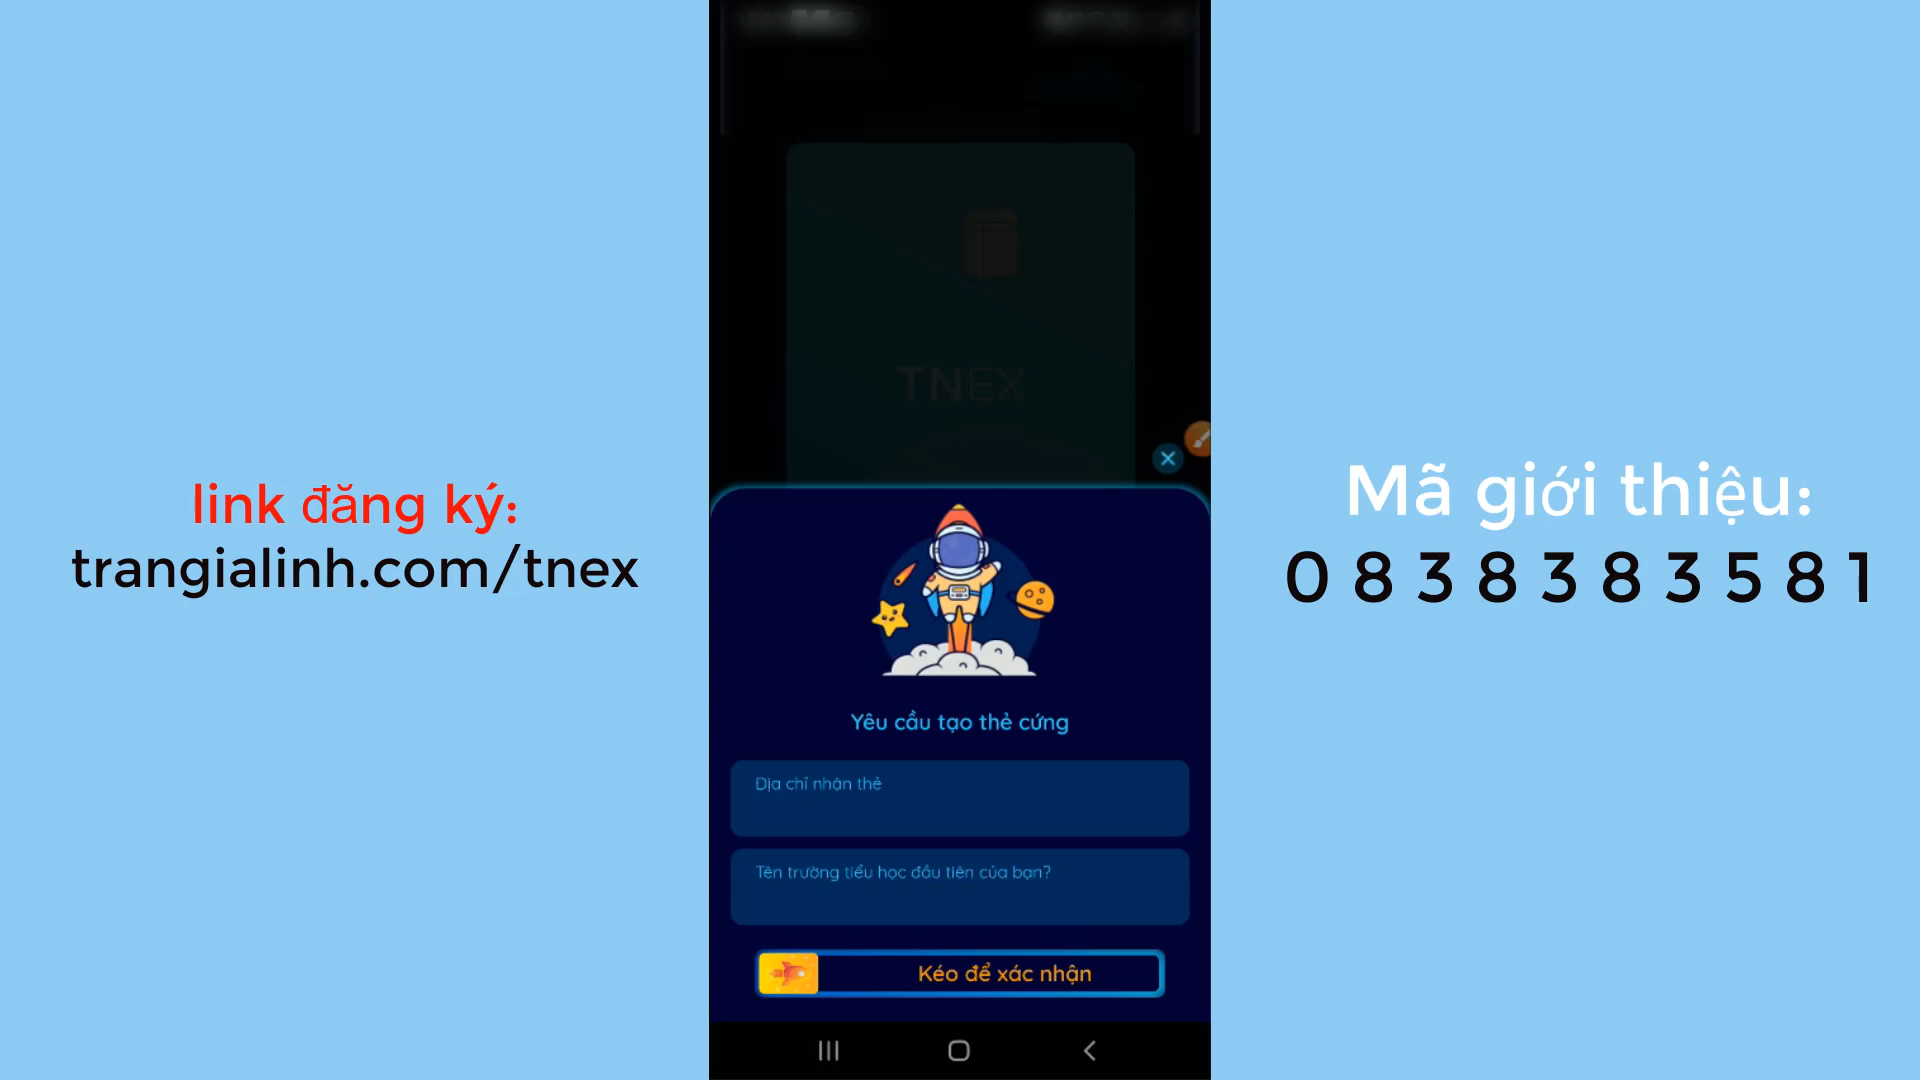 link đăng ký:
trangialinh.com/tnex
TNEX
Yêu cầu tạo thẻ cứng
Địa chỉ nhận thẻ
Tên trường tiểu học đầu tiên của bạn?
Kéo để xác nhận
Mã giới thiệu:
0 8 3 8 3 8 3 5 8 1